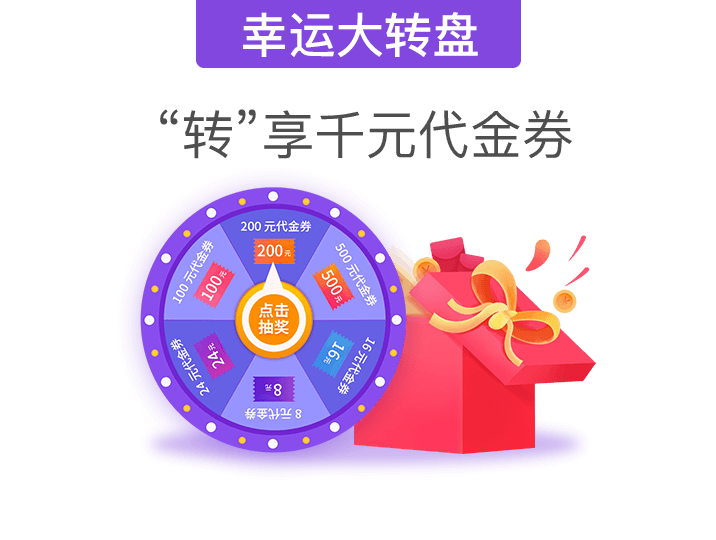 幸运大转盘
“转”享千元代金券
200 元代金券
200元
500 元代金券
500元
16 元代金券
16元
8 元代金券
8元
24 元代金券
24元
100 元代金券
100元
点击
抽奖